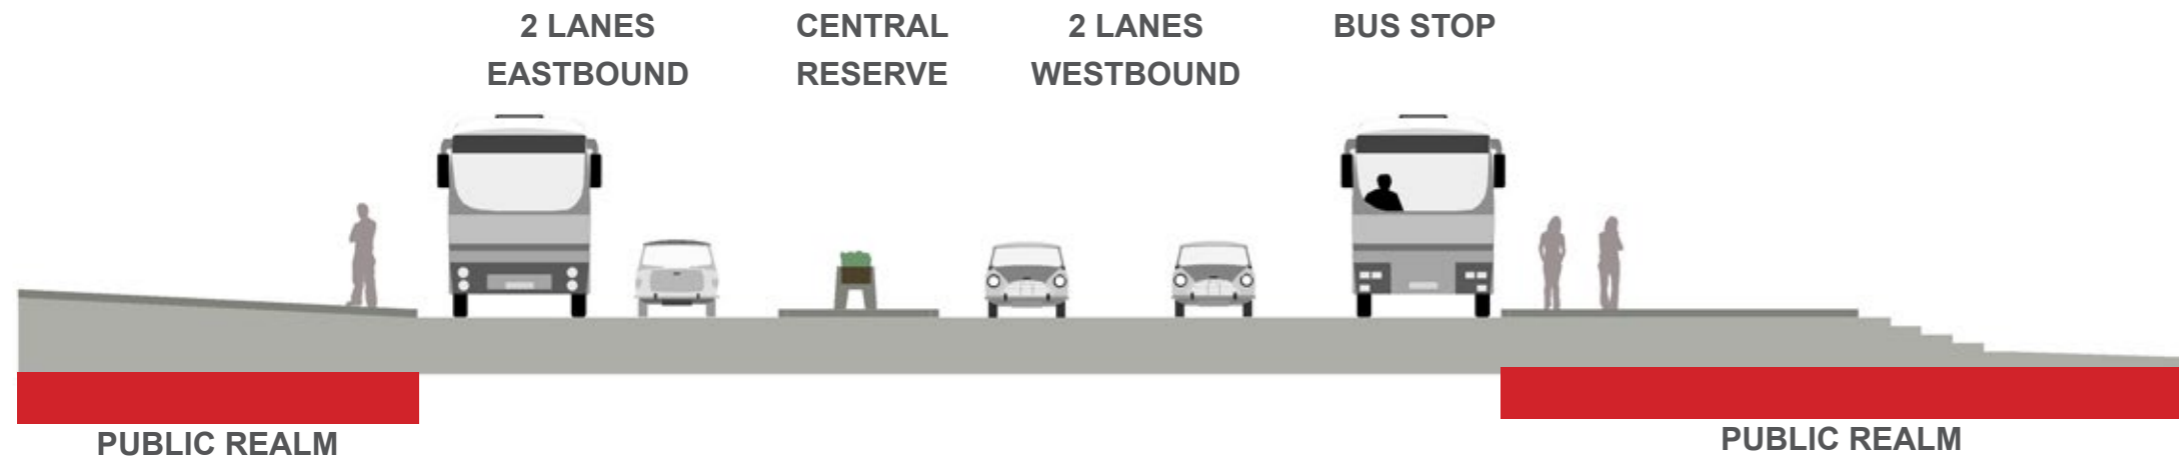 2 LANES
EASTBOUND
CENTRAL
RESERVE
2 LANES
WESTBOUND
BUS STOP
PUBLIC REALM
PUBLIC REALM